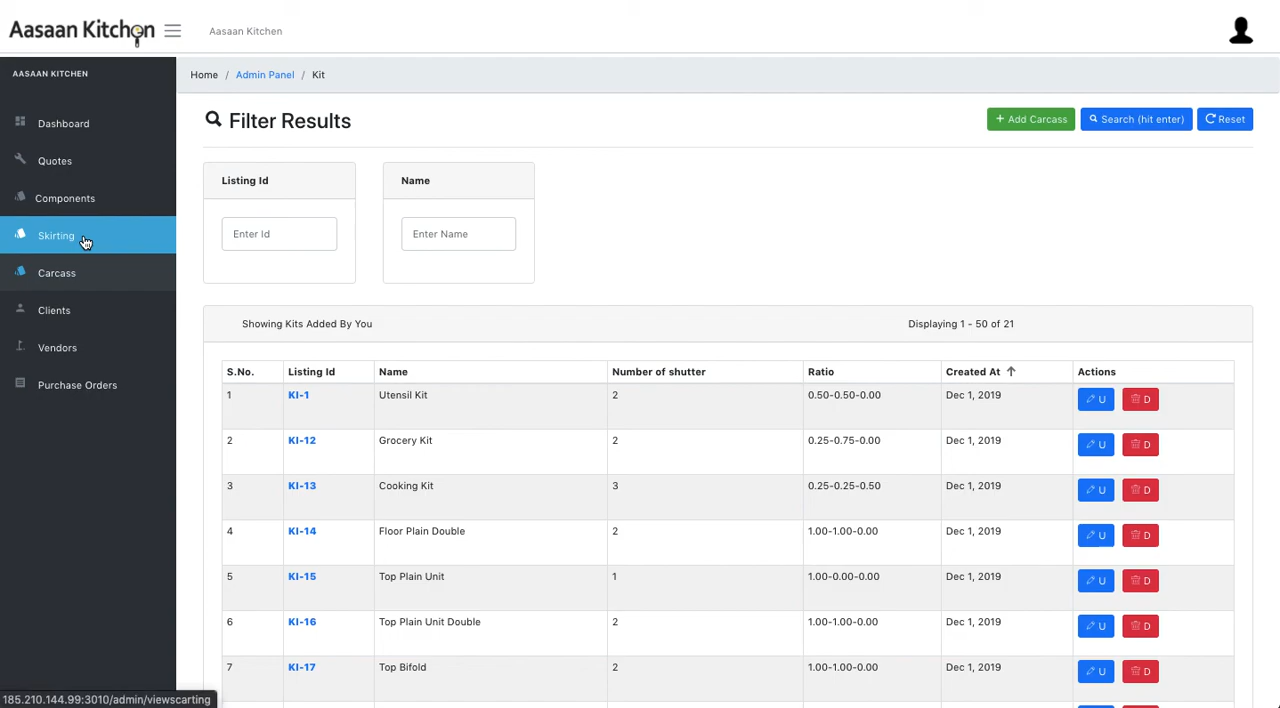 Aasaan Kitchen
Aasaan Kitchen
AASAAN KITCHEN
Dashboard
Quotes
Components
Skirting
Carcass
Clients
Vendors
Purchase Orders
Home / Admin Panel / Kit
Filter Results
+ Add Carcass
Search (hit enter)
Reset
Listing Id
Name
Enter Id
Enter Name
Showing Kits Added By You
Displaying 1 - 50 of 21
S.No. Listing Id Name Number of shutter Ratio Created At Actions
1 KI-1 Utensil Kit 2 0.50-0.50-0.00 Dec 1, 2019 U D
2 KI-12 Grocery Kit 2 0.25-0.75-0.00 Dec 1, 2019 U D
3 KI-13 Cooking Kit 3 0.25-0.25-0.50 Dec 1, 2019 U D
4 KI-14 Floor Plain Double 2 1.00-1.00-0.00 Dec 1, 2019 U D
5 KI-15 Top Plain Unit 1 1.00-0.00-0.00 Dec 1, 2019 U D
6 KI-16 Top Plain Unit Double 2 1.00-1.00-0.00 Dec 1, 2019 U D
7 KI-17 Top Bifold 2 1.00-1.00-0.00 Dec 1, 2019 U D
185.210.144.99:3010/admin/viewscarting